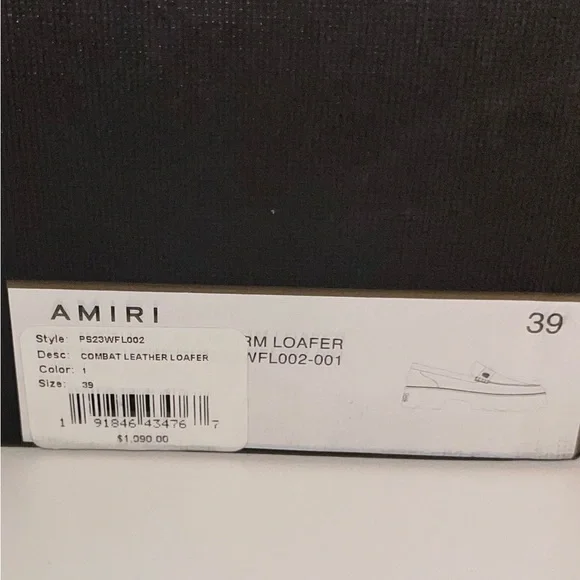 AMIRI
39
RM LOAFER
WFL002-001
Style: PS23WFL002
Desc: COMBAT LEATHER LOAFER
Color: 1
Size: 39
1 91846 43476 7
$1,090.00